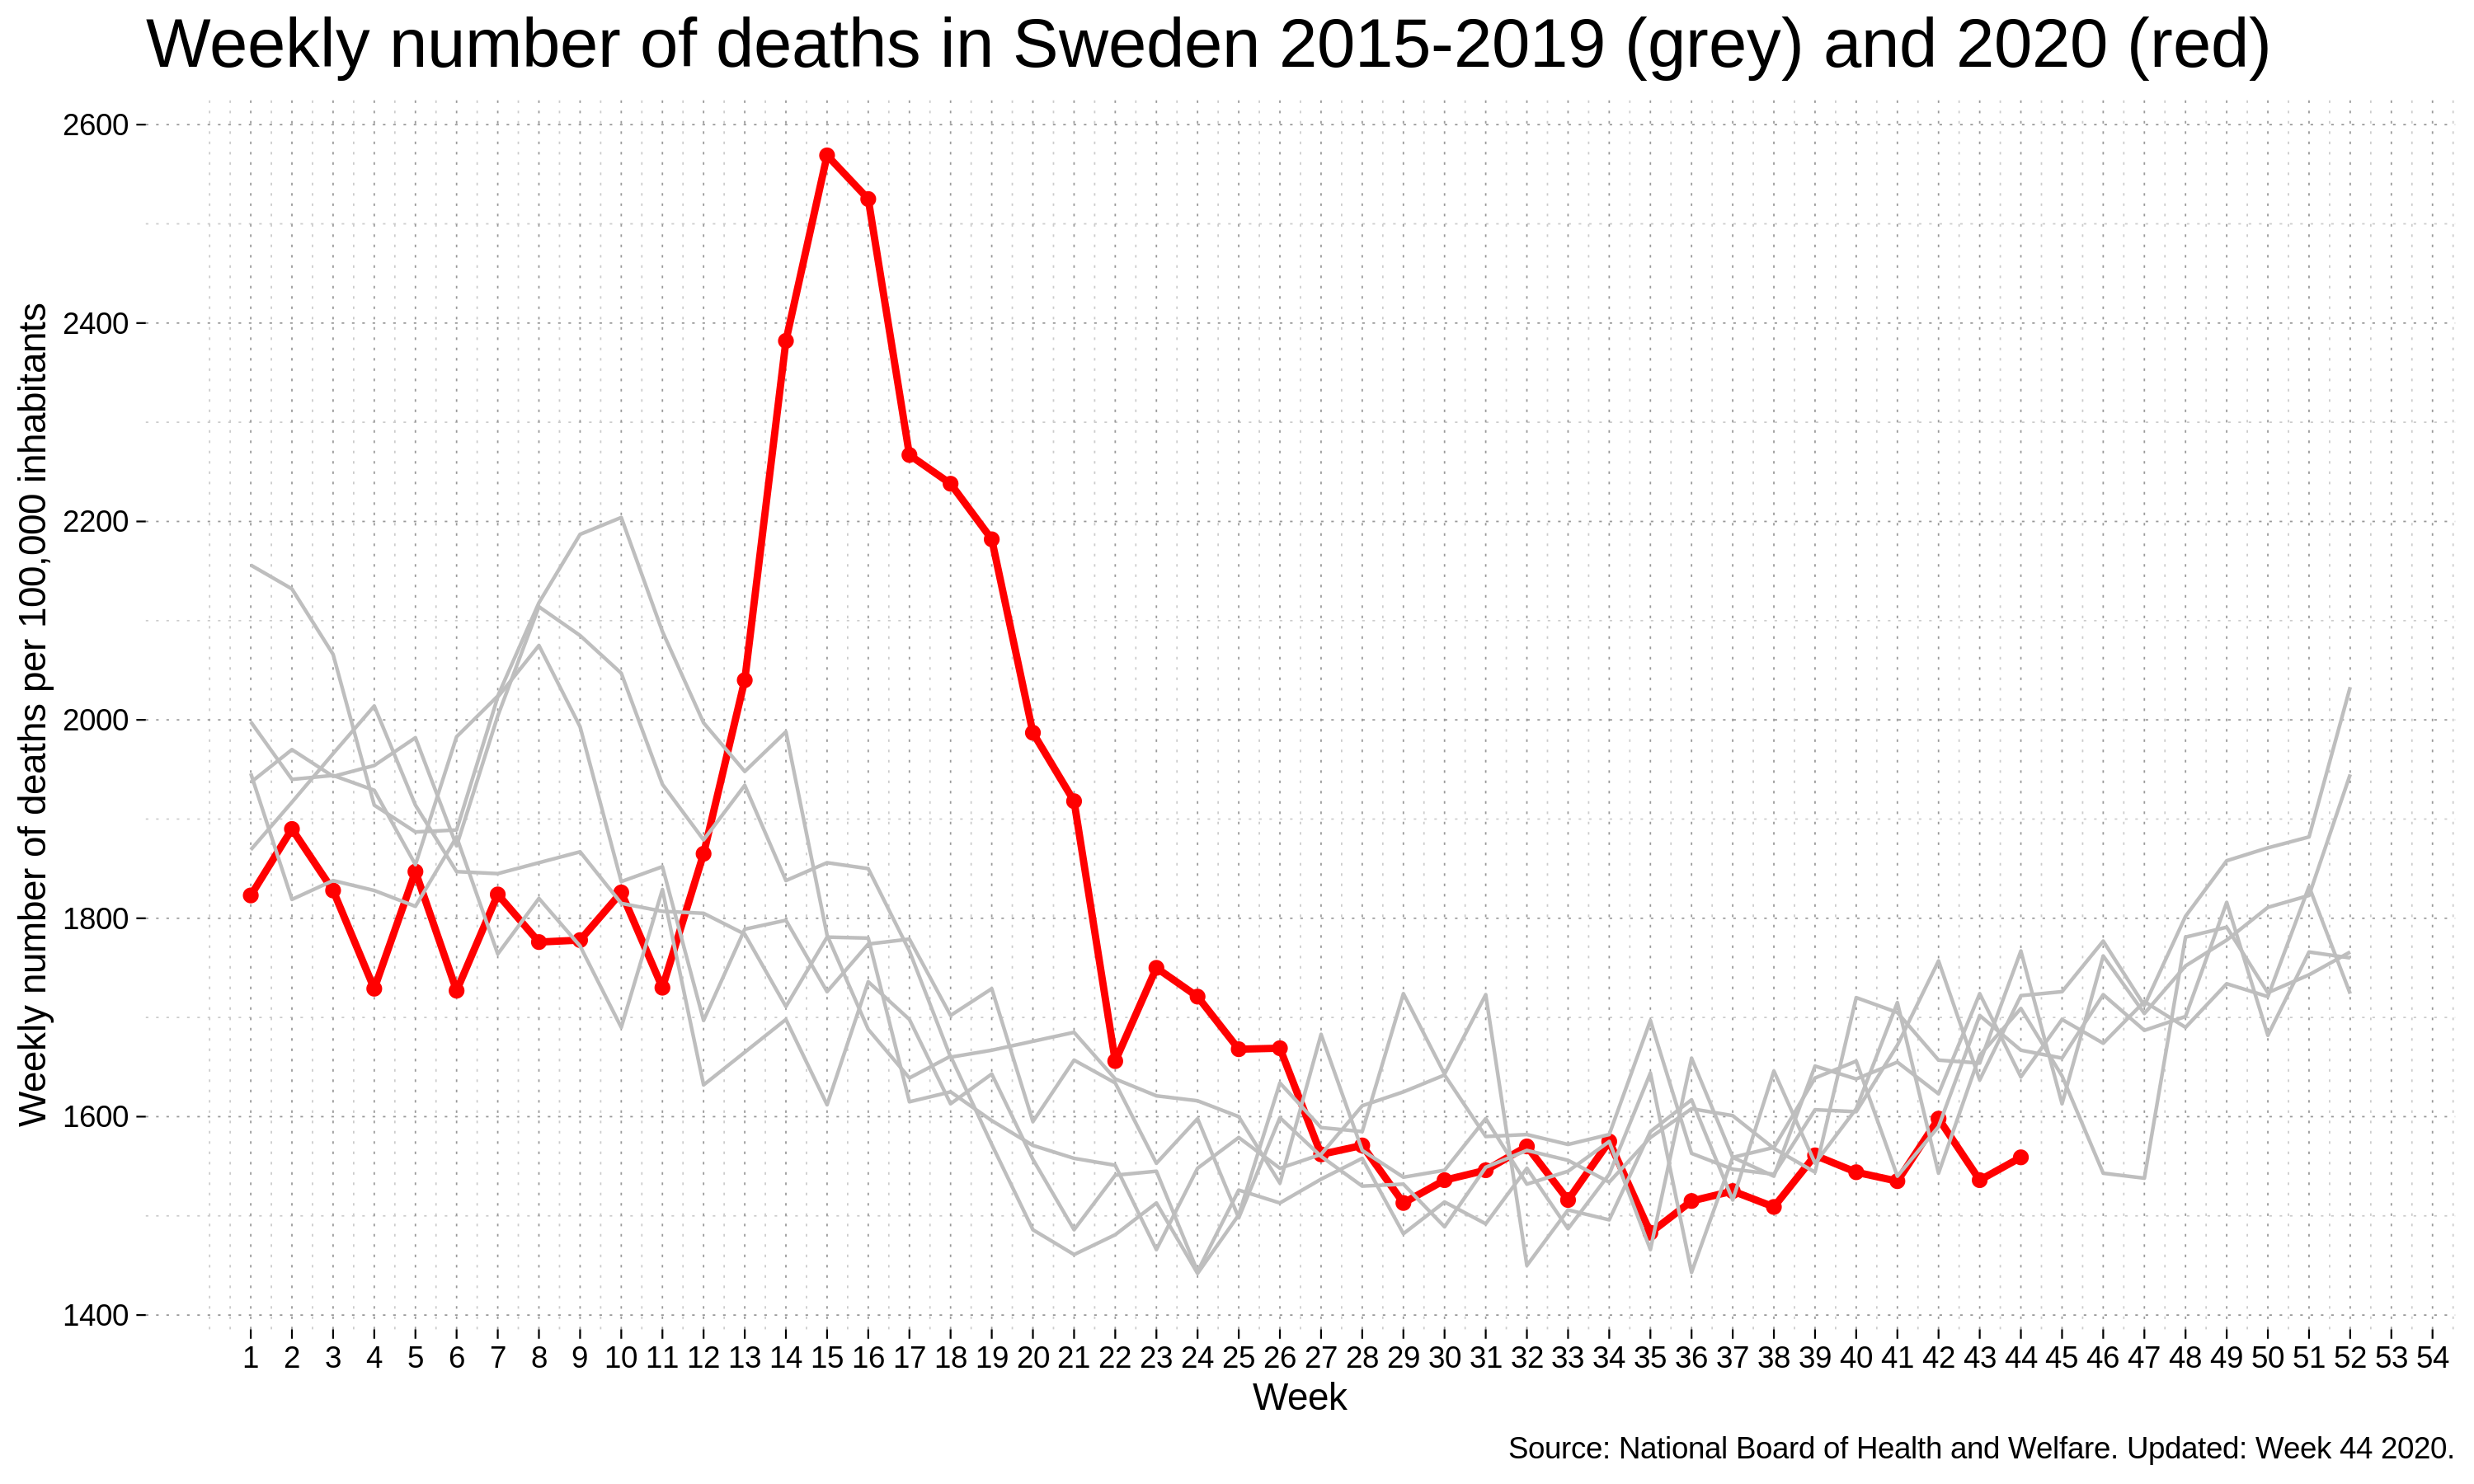 Weekly number of deaths in Sweden 2015-2019 (grey) and 2020 (red)
Weekly number of deaths per 100,000 inhabitants
2600
2400
2200
2000
1800
1600
1400
1 2 3 4 5 6 7 8 9 10 11 12 13 14 15 16 17 18 19 20 21 22 23 24 25 26 27 28 29 30 31 32 33 34 35 36 37 38 39 40 41 42 43 44 45 46 47 48 49 50 51 52 53 54
Week
Source: National Board of Health and Welfare. Updated: Week 44 2020.